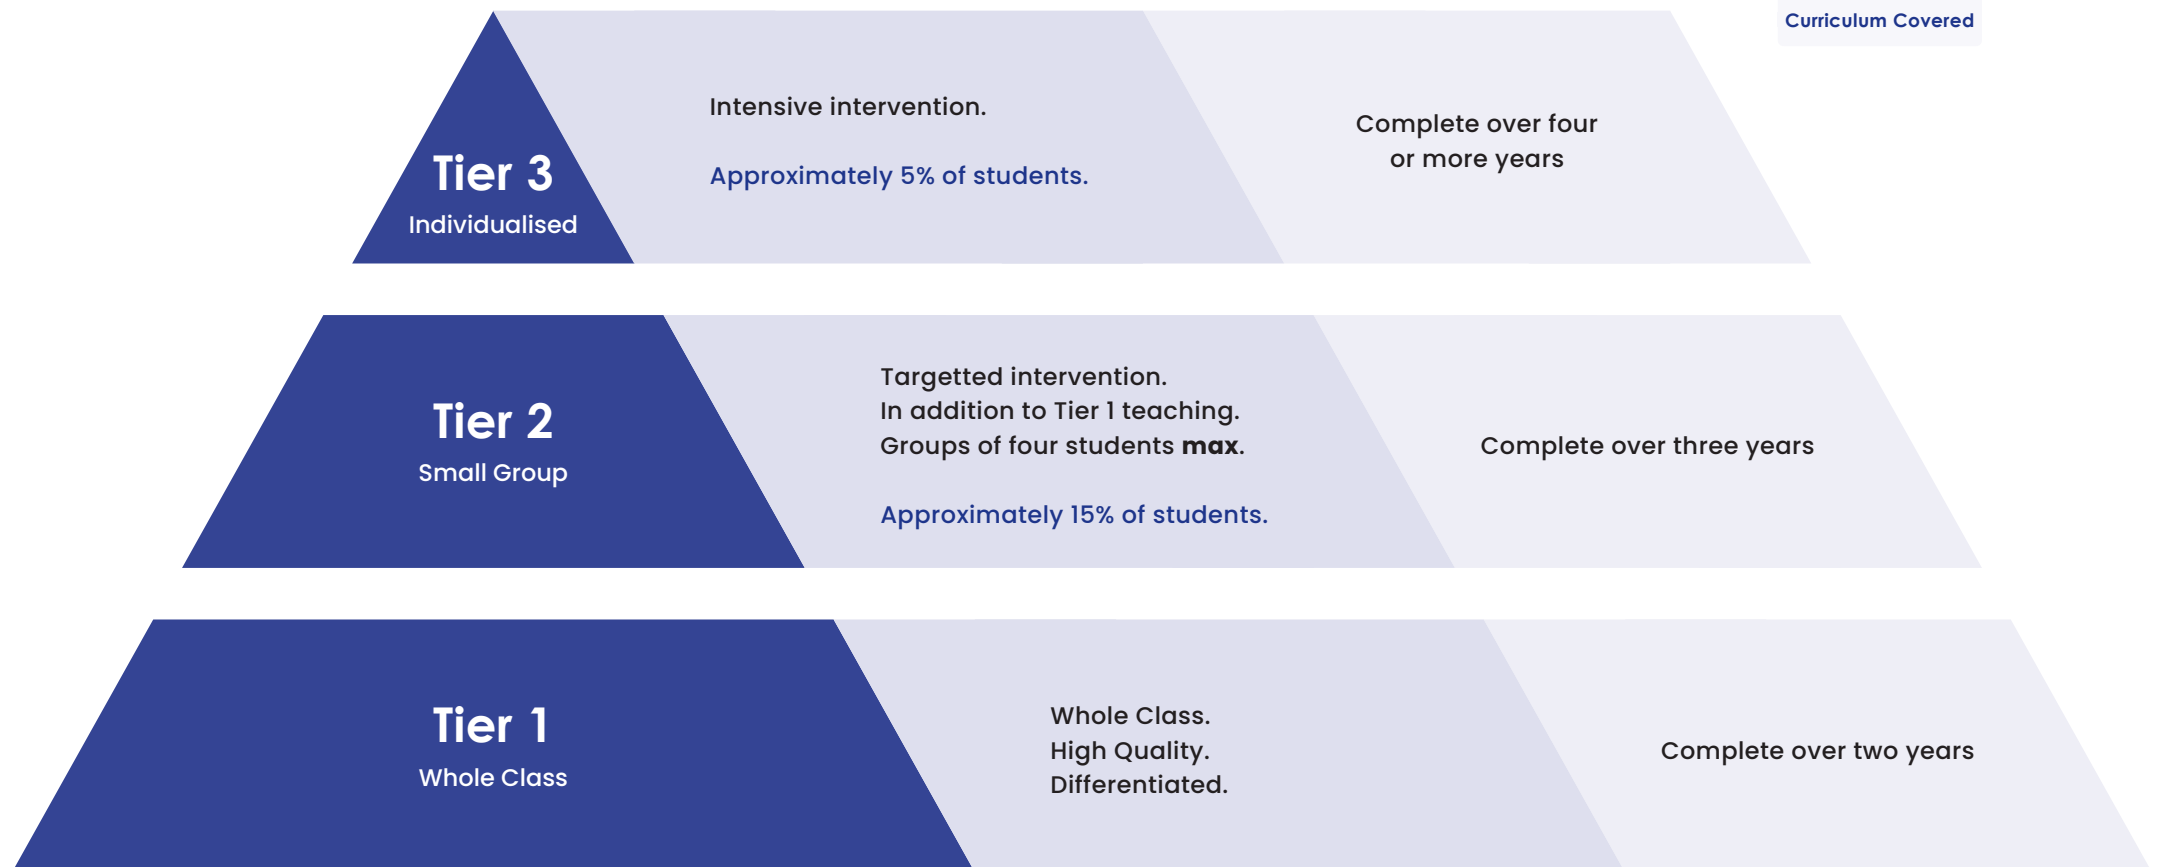 Curriculum Covered
Tier 3
Individualised
Intensive intervention.
Approximately 5% of students.
Complete over four
or more years
Tier 2
Small Group
Targetted intervention.
In addition to Tier 1 teaching.
Groups of four students max.
Approximately 15% of students.
Complete over three years
Tier 1
Whole Class
Whole Class.
High Quality.
Differentiated.
Complete over two years